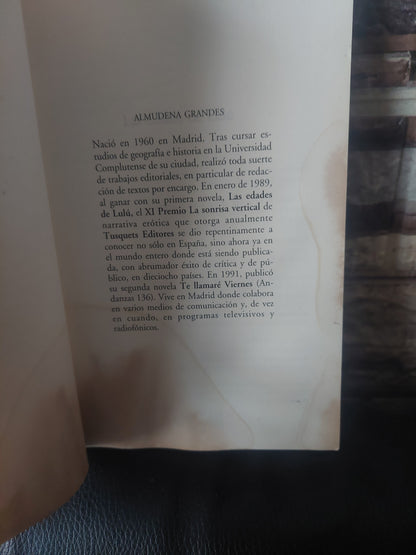 ALMUDENA GRANDES
Nació en 1960 en Madrid. Tras cursar es-
tudios de geografía e historia en la Universidad
Complutense de su ciudad, realizó toda suerte
de trabajos editoriales, en particular de redac-
ción de textos por encargo. En enero de 1989,
al ganar con su primera novela, Las edades
de Lulú, el XI Premio La sonrisa vertical de
narrativa erótica que otorga anualmente
Tusquets Editores se dio repentinamente a
conocer no sólo en España, sino ahora ya en
el mundo entero donde está siendo publica-
da, con abrumador éxito de crítica y de pú-
blico, en dieciocho países. En 1991, publicó
su segunda novela Te llamaré Viernes (An-
danzas 136). Vive en Madrid donde colabora
en varios medios de comunicación y, de vez
en cuando, en programas televisivos y
radiofónicos.